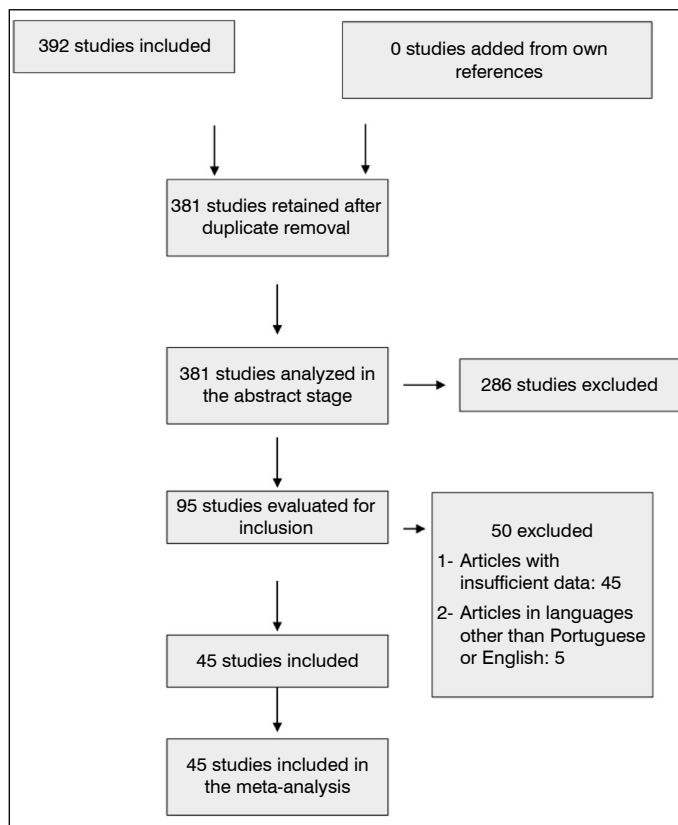 392 studies included
0 studies added from own
references
381 studies retained after
duplicate removal
381 studies analyzed in
the abstract stage
286 studies excluded
95 studies evaluated for
inclusion
50 excluded
1- Articles with
insufficient data: 45
2- Articles in languages
other than Portuguese
or English: 5
45 studies included
45 studies included in
the meta-analysis